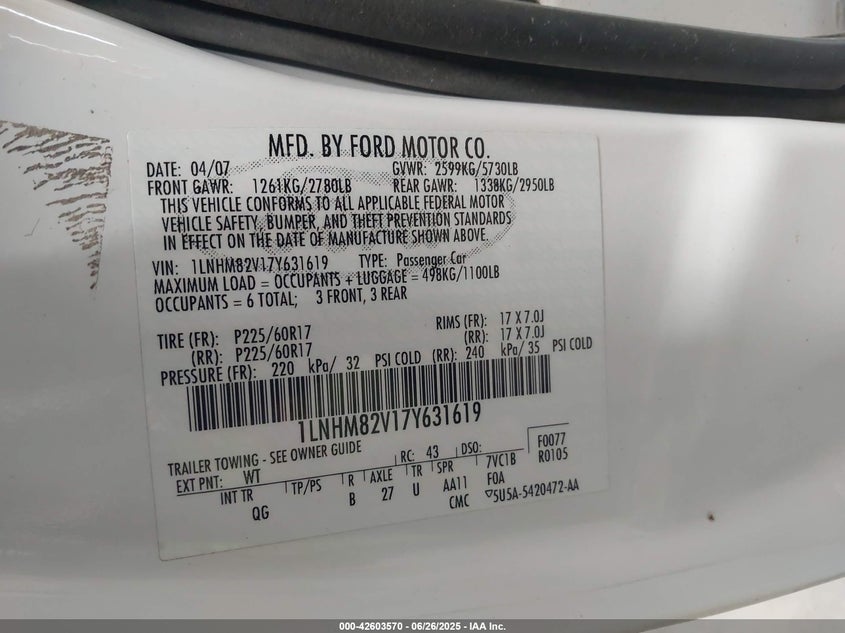 MFD. BY FORD MOTOR CO.
DATE: 04/07 GVWR: 2599KG/5730LB
FRONT GAWR: 1261KG/2780LB REAR GAWR: 1338KG/2950LB
THIS VEHICLE CONFORMS TO ALL APPLICABLE FEDERAL MOTOR
VEHICLE SAFETY, BUMPER, AND THEFT PREVENTION STANDARDS
IN EFFECT ON THE DATE OF MANUFACTURE SHOWN ABOVE.
VIN: 1LNHM82V17Y631619 TYPE: Passenger Car
MAXIMUM LOAD = OCCUPANTS + LUGGAGE = 498KG/1100LB
OCCUPANTS = 6 TOTAL; 3 FRONT, 3 REAR
TIRE (FR): P225/60R17 RIMS (FR): 17 X 7.0J
(RR): P225/60R17 (RR): 17 X 7.0J
PRESSURE (FR): 220 kPa/ 32 PSI COLD (RR): 240 kPa/ 35 PSI COLD
1LNHM82V17Y631619
TRAILER TOWING - SEE OWNER GUIDE F0077
EXT PNT: WT RC: 43 DSO: R0105
INT TR TP/PS R AXLE TR SPR 7VC1B
QG B 27 U AA11 FOA
CMC ▽5U5A-5420472-AA
000-42603570 - 06/26/2025 - IAA Inc.